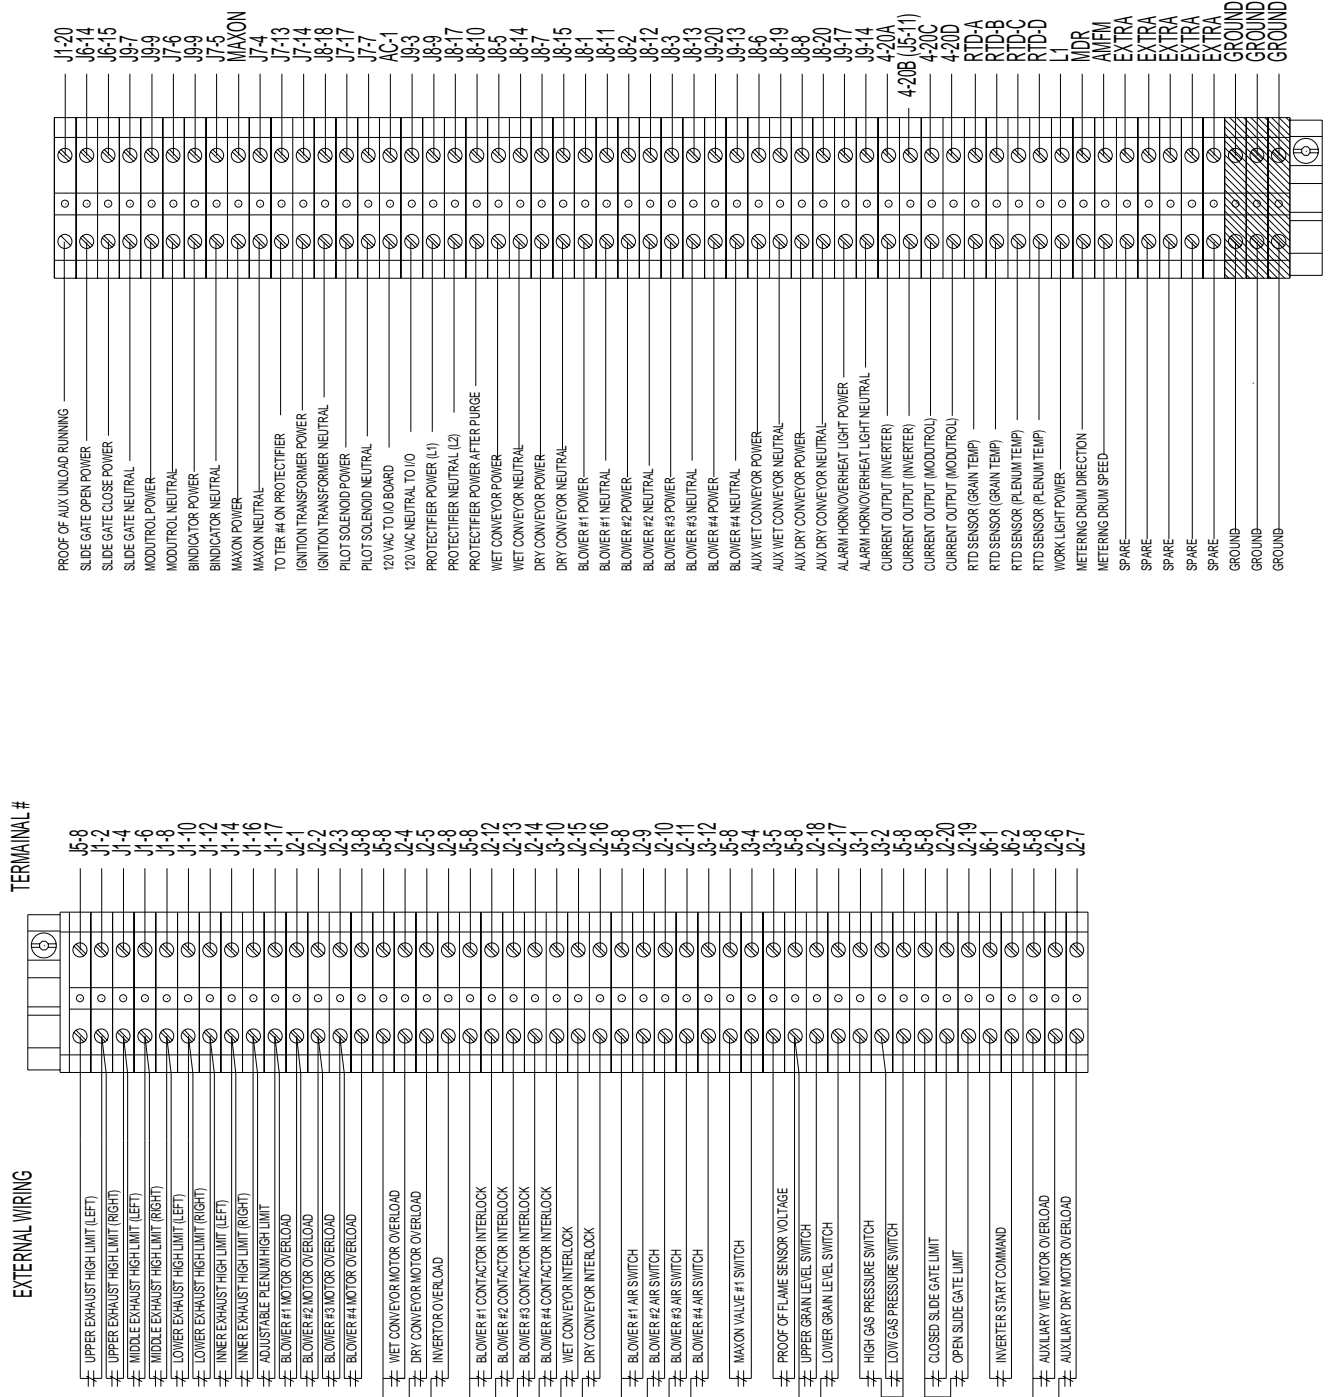 J1-20
J6-14
J6-15
J9-7
J9-9
J7-6
J9-9
J7-5
MAXON
J7-4
J7-13
J7-14
J8-18
J7-17
J7-7
AC-1
J9-3
J8-9
J8-17
J8-10
J8-5
J8-14
J8-7
J8-15
J8-1
J8-11
J8-2
J8-12
J8-3
J8-13
J9-20
J9-13
J8-6
J8-19
J8-8
J8-20
J9-17
J9-14
4-20A
4-20B (J5-11)
4-20C
4-20D
RTD-A
RTD-B
RTD-C
RTD-D
L1
MDR
AMFM
EXTRA
EXTRA
EXTRA
EXTRA
EXTRA
GROUND
GROUND
GROUND
PROOF OF AUX UNLOAD RUNNING
SLIDE GATE OPEN POWER
SLIDE GATE CLOSE POWER
SLIDE GATE NEUTRAL
MODUTROL POWER
MODUTROL NEUTRAL
BINDICATOR POWER
BINDICATOR NEUTRAL
MAXON POWER
MAXON NEUTRAL
TO TER #4 ON PROTECTIFIER
IGNITION TRANSFORMER POWER
IGNITION TRANSFORMER NEUTRAL
PILOT SOLENOID POWER
PILOT SOLENOID NEUTRAL
120 VAC TO I/O BOARD
120 VAC NEUTRAL TO I/O
PROTECTIFIER POWER (L1)
PROTECTIFIER NEUTRAL (L2)
PROTECTIFIER POWER AFTER PURGE
WET CONVEYOR POWER
WET CONVEYOR NEUTRAL
DRY CONVEYOR POWER
DRY CONVEYOR NEUTRAL
BLOWER #1 POWER
BLOWER #1 NEUTRAL
BLOWER #2 POWER
BLOWER #2 NEUTRAL
BLOWER #3 POWER
BLOWER #3 NEUTRAL
BLOWER #4 POWER
BLOWER #4 NEUTRAL
AUX WET CONVEYOR POWER
AUX WET CONVEYOR NEUTRAL
AUX DRY CONVEYOR POWER
AUX DRY CONVEYOR NEUTRAL
ALARM HORN/OVERHEAT LIGHT POWER
ALARM HORN/OVERHEAT LIGHT NEUTRAL
CURRENT OUTPUT (INVERTER)
CURRENT OUTPUT (INVERTER)
CURRENT OUTPUT (MODUTROL)
CURRENT OUTPUT (MODUTROL)
RTD SENSOR (GRAIN TEMP)
RTD SENSOR (GRAIN TEMP)
RTD SENSOR (PLENUM TEMP)
RTD SENSOR (PLENUM TEMP)
WORK LIGHT POWER
METERING DRUM DIRECTION
METERING DRUM SPEED
SPARE
SPARE
SPARE
SPARE
SPARE
GROUND
GROUND
GROUND
TERMAINAL #
J5-8
J1-2
J1-4
J1-6
J1-8
J1-10
J1-12
J1-14
J1-16
J1-17
J2-1
J2-2
J2-3
J3-8
J5-8
J2-4
J2-5
J2-8
J5-8
J2-12
J2-13
J2-14
J3-10
J2-15
J2-16
J5-8
J2-9
J2-10
J2-11
J3-12
J5-8
J3-4
J3-5
J5-8
J2-18
J2-17
J3-1
J3-2
J5-8
J5-8
J2-20
J2-19
J6-1
J6-2
J5-8
J2-6
J2-7
EXTERNAL WIRING
UPPER EXHAUST HIGH LIMIT (LEFT)
UPPER EXHAUST HIGH LIMIT (RIGHT)
MIDDLE EXHAUST HIGH LIMIT (LEFT)
MIDDLE EXHAUST HIGH LIMIT (RIGHT)
LOWER EXHAUST HIGH LIMIT (LEFT)
LOWER EXHAUST HIGH LIMIT (RIGHT)
INNER EXHAUST HIGH LIMIT (LEFT)
INNER EXHAUST HIGH LIMIT (RIGHT)
ADJUSTABLE PLENUM HIGH LIMIT
BLOWER #1 MOTOR OVERLOAD
BLOWER #2 MOTOR OVERLOAD
BLOWER #3 MOTOR OVERLOAD
BLOWER #4 MOTOR OVERLOAD
WET CONVEYOR MOTOR OVERLOAD
DRY CONVEYOR MOTOR OVERLOAD
INVERTOR OVERLOAD
BLOWER #1 CONTACTOR INTERLOCK
BLOWER #2 CONTACTOR INTERLOCK
BLOWER #3 CONTACTOR INTERLOCK
BLOWER #4 CONTACTOR INTERLOCK
WET CONVEYOR INTERLOCK
DRY CONVEYOR INTERLOCK
BLOWER #1 AIR SWITCH
BLOWER #2 AIR SWITCH
BLOWER #3 AIR SWITCH
BLOWER #4 AIR SWITCH
MAXON VALVE #1 SWITCH
PROOF OF FLAME SENSOR VOLTAGE
UPPER GRAIN LEVEL SWITCH
LOWER GRAIN LEVEL SWITCH
HIGH GAS PRESSURE SWITCH
LOW GAS PRESSURE SWITCH
CLOSED SLIDE GATE LIMIT
OPEN SLIDE GATE LIMIT
INVERTER START COMMAND
AUXILIARY WET MOTOR OVERLOAD
AUXILIARY DRY MOTOR OVERLOAD